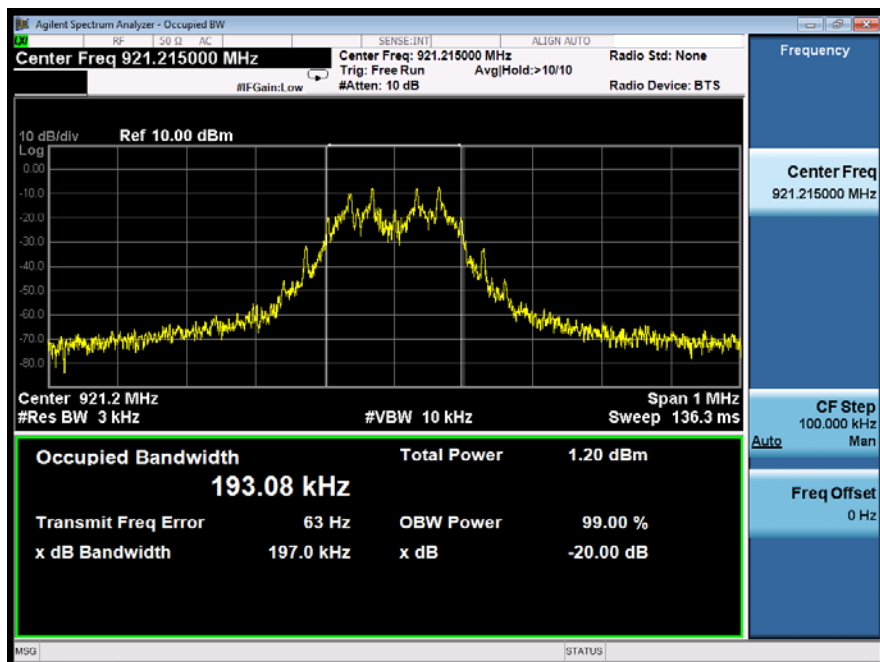 Agilent Spectrum Analyzer - Occupied BW
LXI RF 50 Ω AC SENSE:INT ALIGN AUTO
Center Freq 921.215000 MHz
Center Freq: 921.215000 MHz Radio Std: None
Trig: Free Run Avg|Hold:>10/10
#IFGain:Low #Atten: 10 dB Radio Device: BTS
10 dB/div Ref 10.00 dBm
Log
0.00
-10.0
-20.0
-30.0
-40.0
-50.0
-60.0
-70.0
-80.0
Center 921.2 MHz Span 1 MHz
#Res BW 3 kHz #VBW 10 kHz Sweep 136.3 ms
Occupied Bandwidth Total Power 1.20 dBm
193.08 kHz
Transmit Freq Error 63 Hz OBW Power 99.00 %
x dB Bandwidth 197.0 kHz x dB -20.00 dB
MSG STATUS
Frequency
Center Freq
921.215000 MHz
CF Step
100.000 kHz
Auto Man
Freq Offset
0 Hz